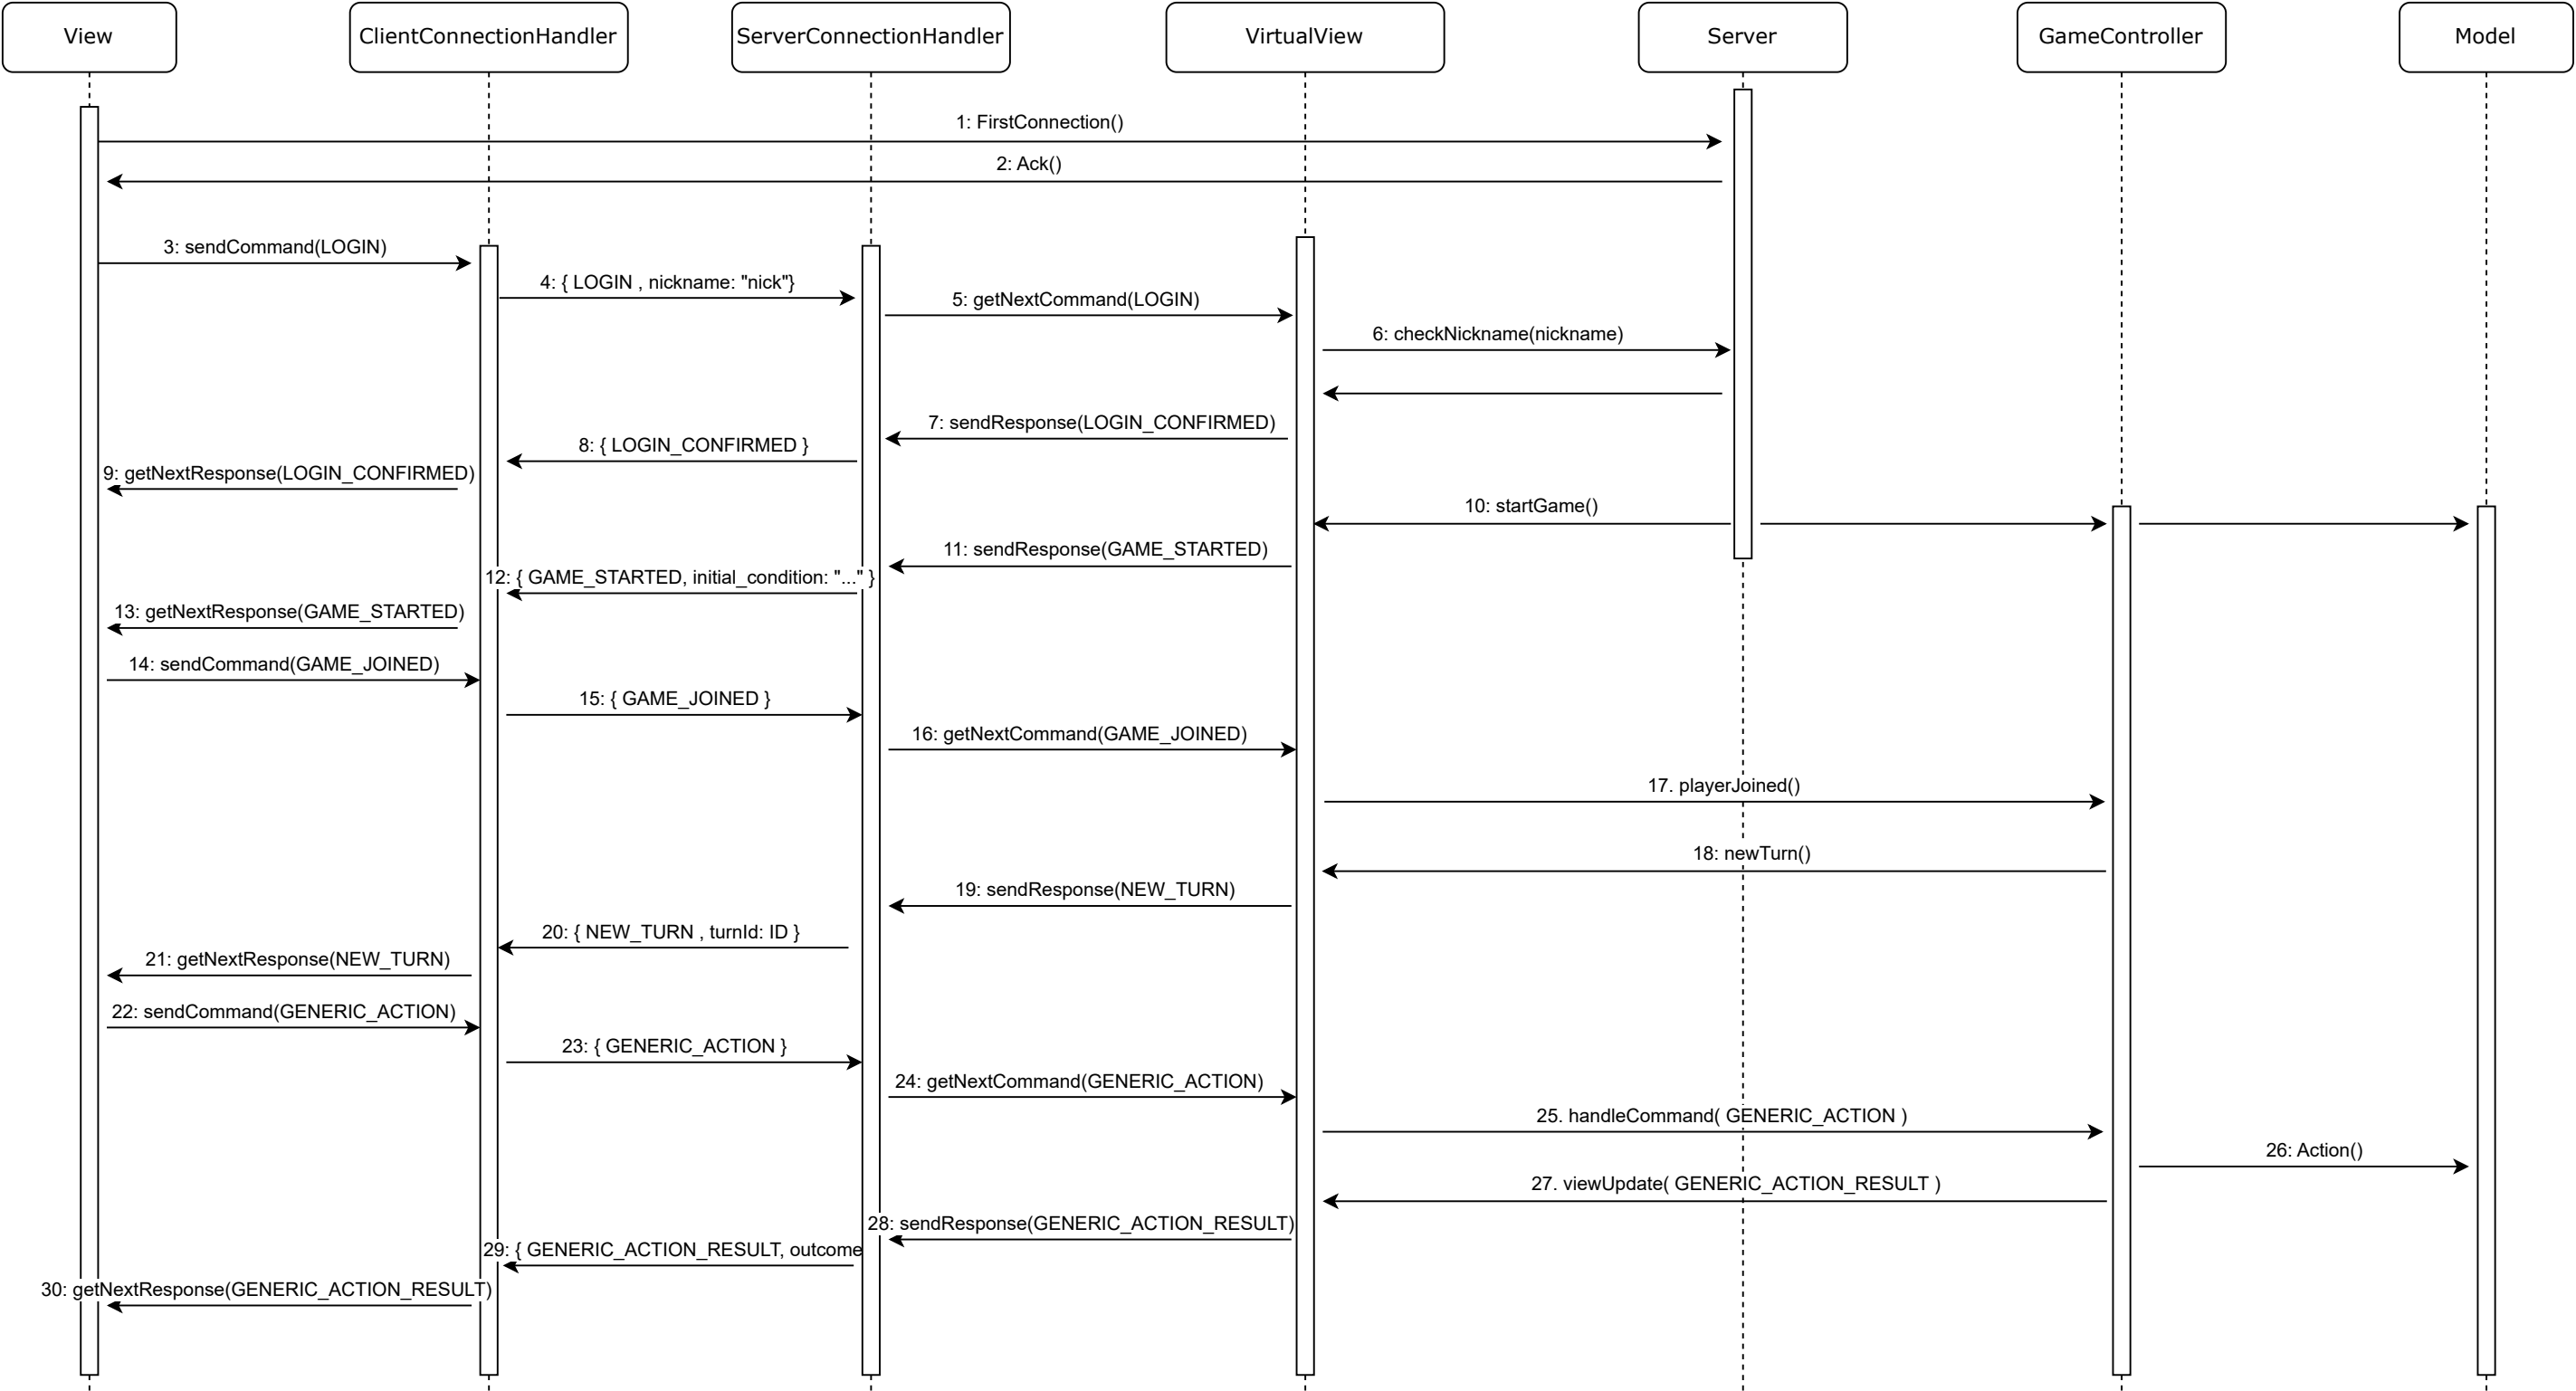 View
ClientConnectionHandler
ServerConnectionHandler
VirtualView
Server
GameController
Model
1: FirstConnection()
2: Ack()
3: sendCommand(LOGIN)
4: { LOGIN , nickname: "nick"}
5: getNextCommand(LOGIN)
6: checkNickname(nickname)
7: sendResponse(LOGIN_CONFIRMED)
8: { LOGIN_CONFIRMED }
9: getNextResponse(LOGIN_CONFIRMED)
10: startGame()
11: sendResponse(GAME_STARTED)
12: { GAME_STARTED, initial_condition: "..." }
13: getNextResponse(GAME_STARTED)
14: sendCommand(GAME_JOINED)
15: { GAME_JOINED }
16: getNextCommand(GAME_JOINED)
17. playerJoined()
18: newTurn()
19: sendResponse(NEW_TURN)
20: { NEW_TURN , turnId: ID }
21: getNextResponse(NEW_TURN)
22: sendCommand(GENERIC_ACTION)
23: { GENERIC_ACTION }
24: getNextCommand(GENERIC_ACTION)
25. handleCommand( GENERIC_ACTION )
26: Action()
27. viewUpdate( GENERIC_ACTION_RESULT )
28: sendResponse(GENERIC_ACTION_RESULT)
29: { GENERIC_ACTION_RESULT, outcome
30: getNextResponse(GENERIC_ACTION_RESULT)